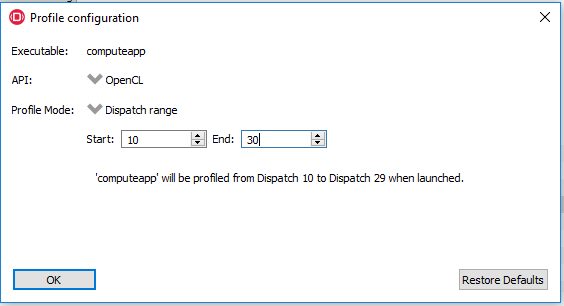 Profile configuration
Executable: computeapp
API: OpenCL
Profile Mode: Dispatch range
Start: 10 End: 30
'computeapp' will be profiled from Dispatch 10 to Dispatch 29 when launched.
OK Restore Defaults